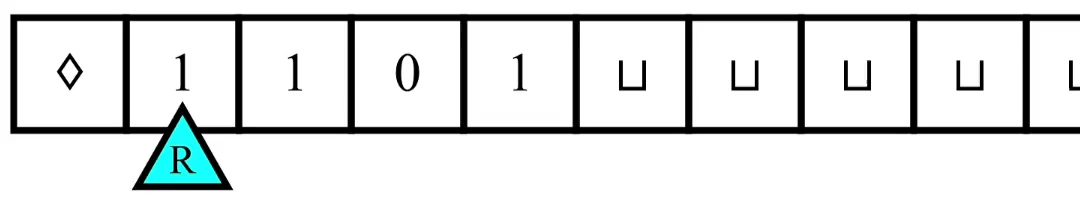 ◊ 1 1 0 1 ⊔ ⊔ ⊔ ⊔ ⊔
R